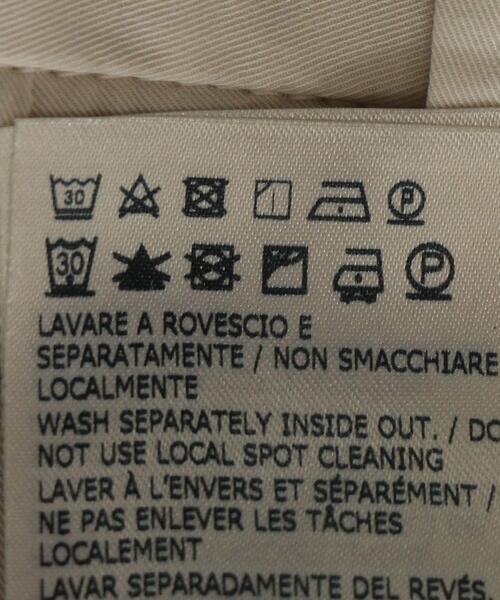 30 P
30 P
LAVARE A ROVESCIO E
SEPARATAMENTE / NON SMACCHIARE
LOCALMENTE
WASH SEPARATELY INSIDE OUT. / DO
NOT USE LOCAL SPOT CLEANING
LAVER À L'ENVERS ET SÉPARÉMENT /
NE PAS ENLEVER LES TÂCHES
LOCALEMENT
LAVAR SEPARADAMENTE DEL REVÉS.